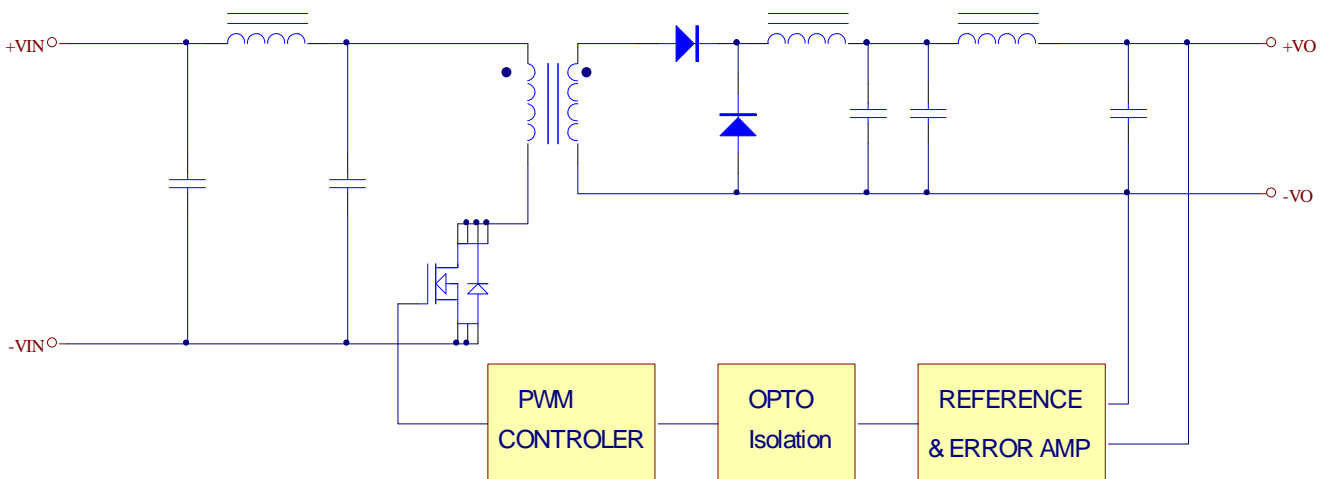 +VIN
+VO
-VO
-VIN
PWM
CONTROLER
OPTO
Isolation
REFERENCE
& ERROR AMP